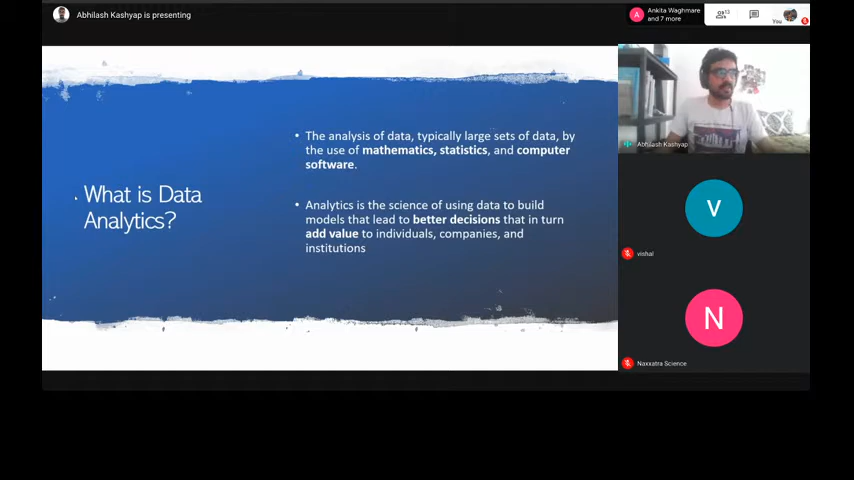 Abhilash Kashyap is presenting
Ankita Waghmare
and 7 more
A
13
You
• The analysis of data, typically large sets of data, by
the use of mathematics, statistics, and computer
software.
What is Data
Analytics?
• Analytics is the science of using data to build
models that lead to better decisions that in turn
add value to individuals, companies, and
institutions
Abhilash Kashyap
V
vishal
N
Naxxatra Science